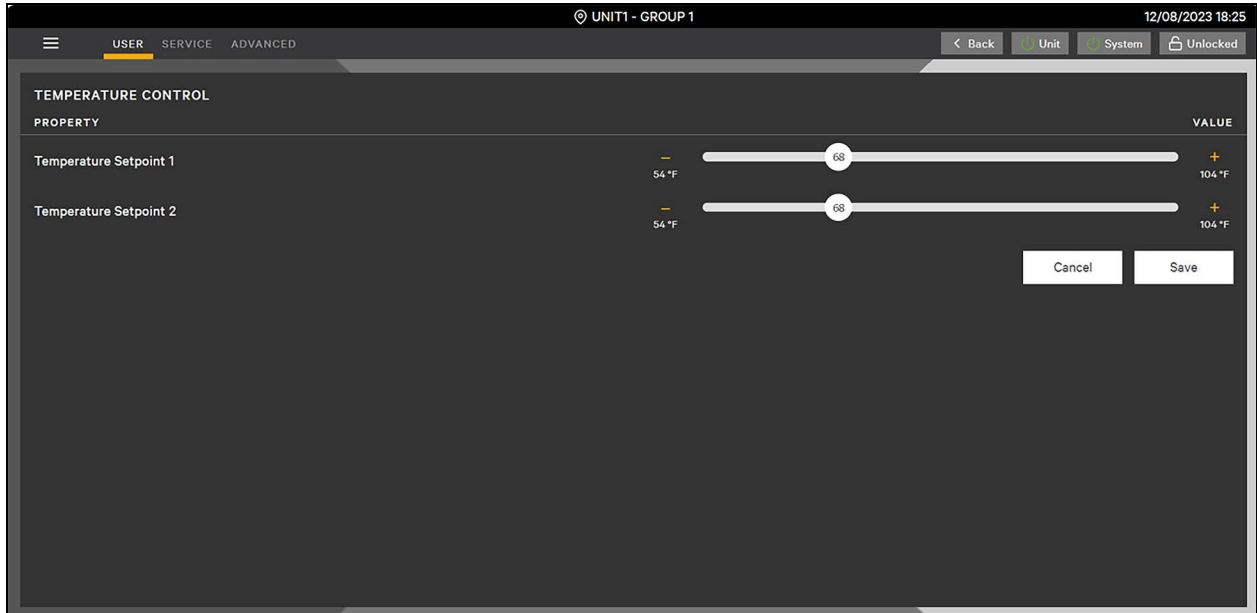 UNIT1 - GROUP 1 12/08/2023 18:25
USER SERVICE ADVANCED Back Unit System Unlocked
TEMPERATURE CONTROL
PROPERTY VALUE
Temperature Setpoint 1 − 68 +
54 °F 104 °F
Temperature Setpoint 2 − 68 +
54 °F 104 °F
Cancel Save